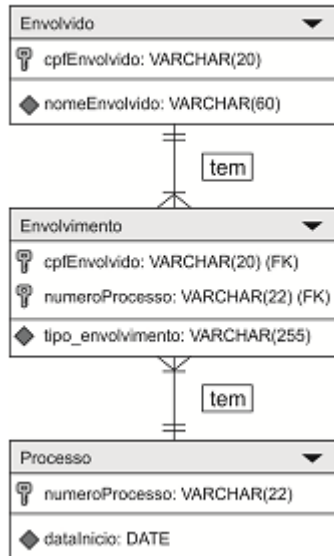 Envolvido
cpfEnvolvido: VARCHAR(20)
nomeEnvolvido: VARCHAR(60)
tem
Envolvimento
cpfEnvolvido: VARCHAR(20) (FK)
numeroProcesso: VARCHAR(22) (FK)
tipo_envolvimento: VARCHAR(255)
tem
Processo
numeroProcesso: VARCHAR(22)
dataInicio: DATE